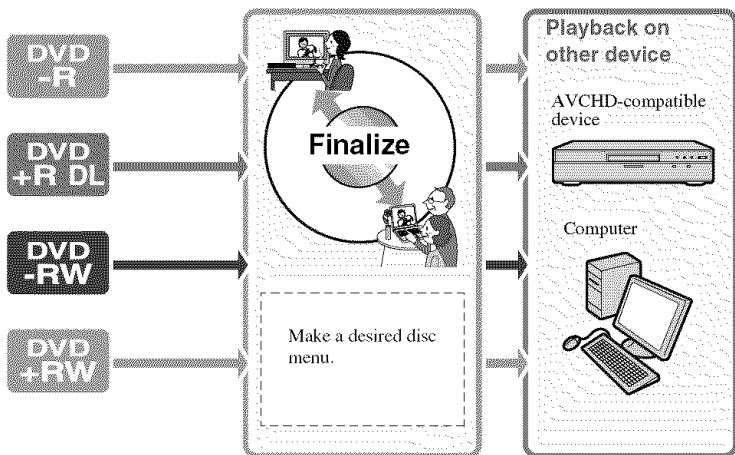 DVD
-R
DVD
+R DL
DVD
-RW
DVD
+RW
Finalize
Make a desired disc
menu.
Playback on
other device
AVCHD-compatible
device
Computer